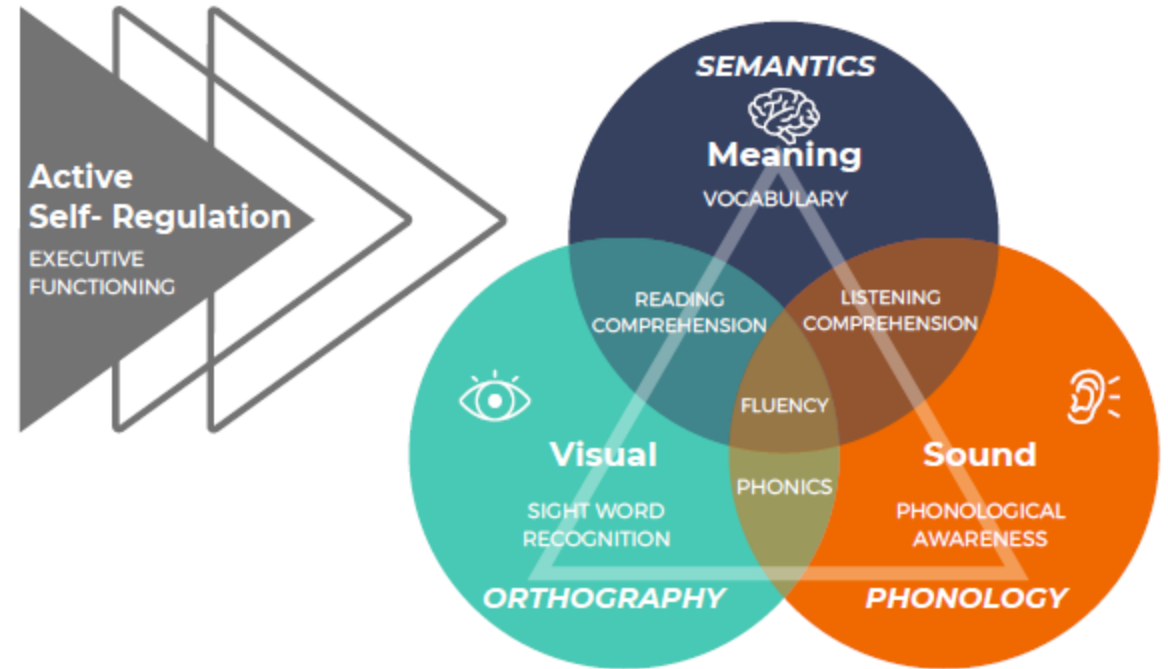 Active
Self- Regulation
EXECUTIVE
FUNCTIONING
SEMANTICS
Meaning
VOCABULARY
READING
COMPREHENSION
LISTENING
COMPREHENSION
FLUENCY
Visual
Sound
PHONICS
SIGHT WORD
RECOGNITION
PHONOLOGICAL
AWARENESS
ORTHOGRAPHY
PHONOLOGY